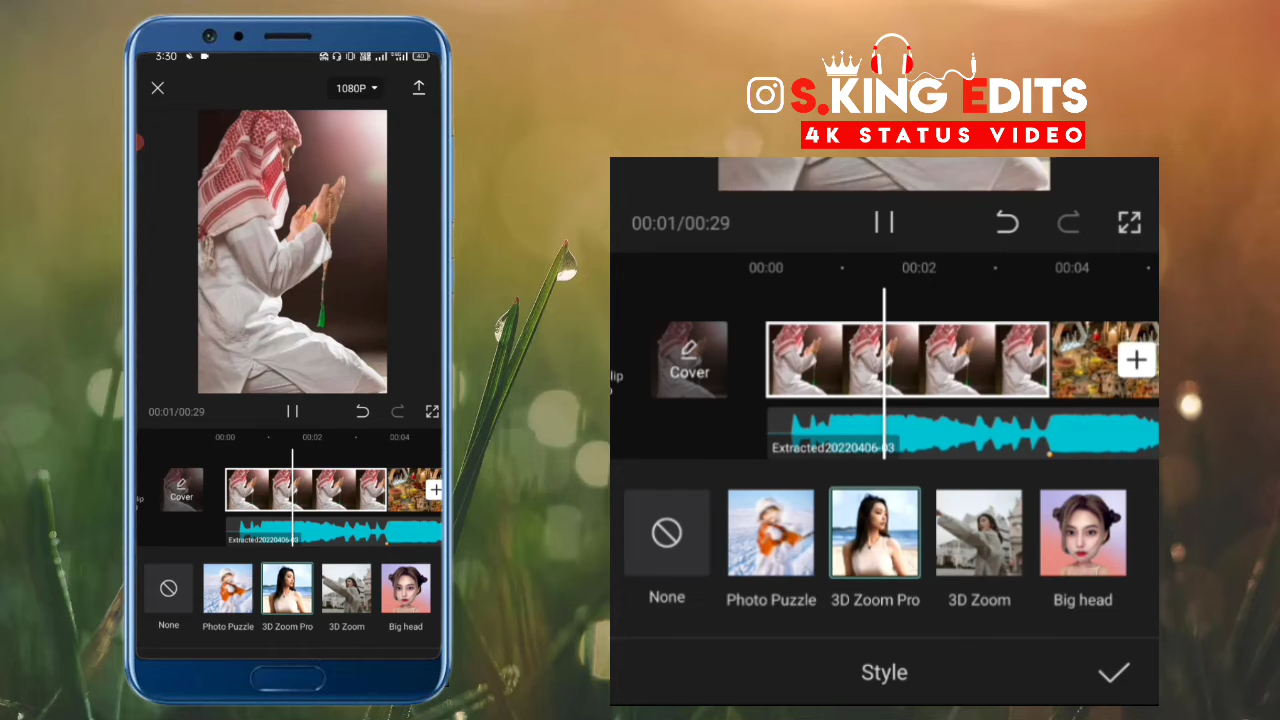 3:30
1080P
00:01/00:29
00:00
00:02
00:04
lip
Cover
Extracted20220406-03
None
Photo Puzzle
3D Zoom Pro
3D Zoom
Big head
S.KING EDITS
4K STATUS VIDEO
00:01/00:29
00:00
00:02
00:04
lip
Cover
Extracted20220406-03
None
Photo Puzzle
3D Zoom Pro
3D Zoom
Big head
Style